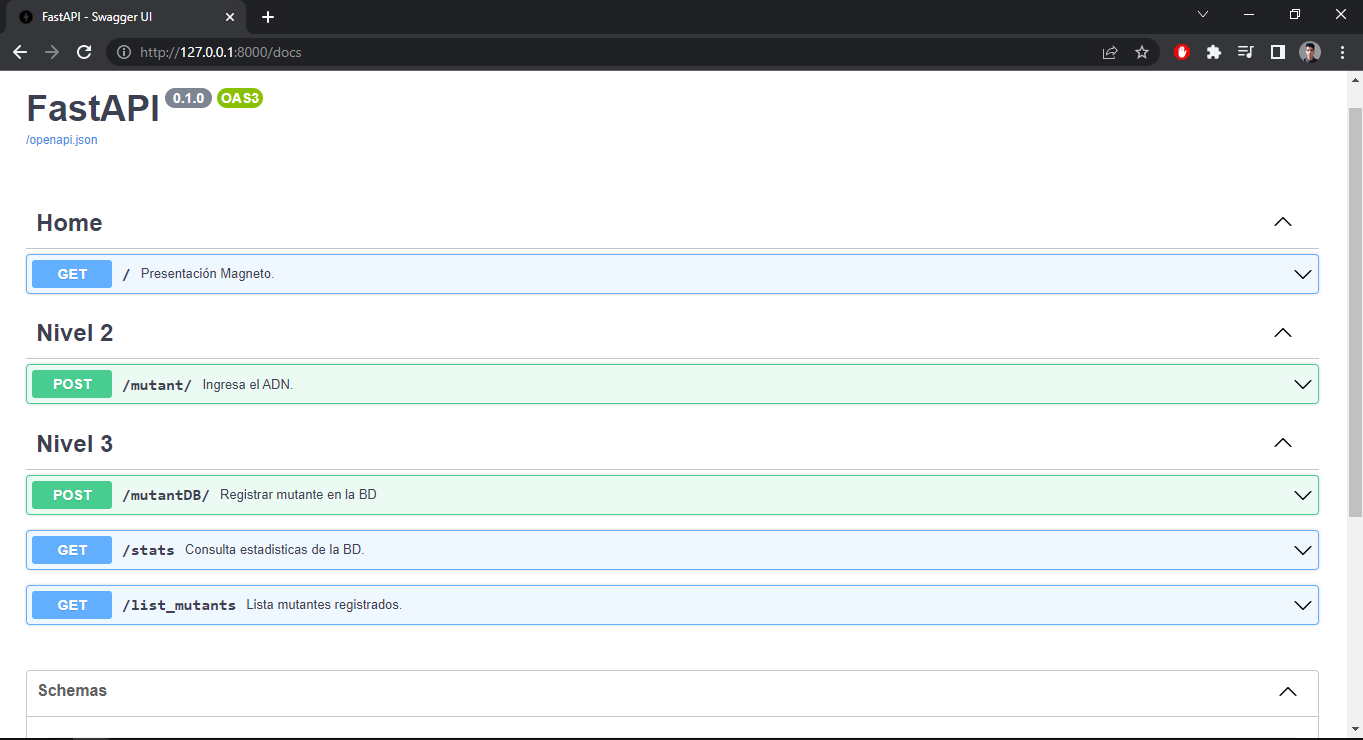 FastAPI - Swagger UI
http://127.0.0.1:8000/docs
FastAPI 0.1.0 OAS3
/openapi.json
Home
GET / Presentación Magneto.
Nivel 2
POST /mutant/ Ingresa el ADN.
Nivel 3
POST /mutantDB/ Registrar mutante en la BD
GET /stats Consulta estadisticas de la BD.
GET /list_mutants Lista mutantes registrados.
Schemas